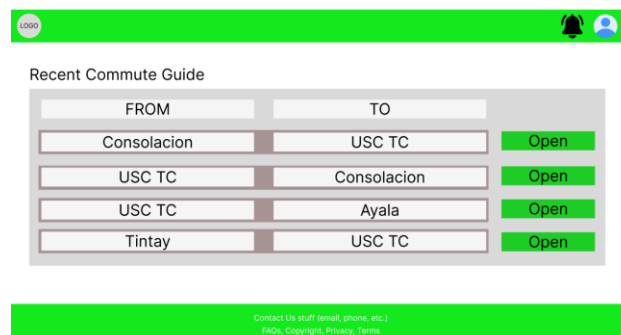 LOGO
Recent Commute Guide
FROM TO
Consolacion USC TC Open
USC TC Consolacion Open
USC TC Ayala Open
Tintay USC TC Open
Contact Us stuff (email, phone, etc.)
FAQs, Copyright, Privacy, Terms